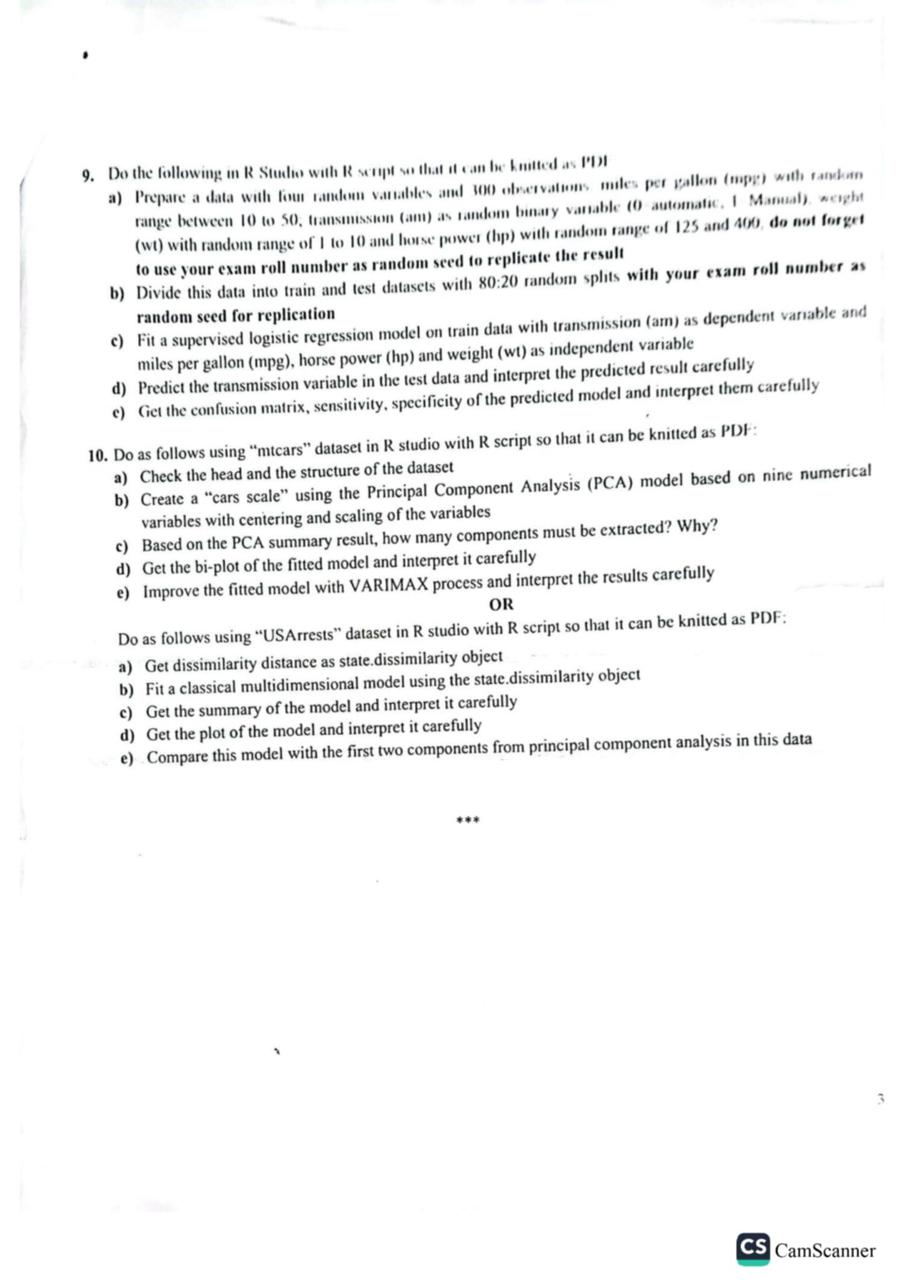 9. Do the following in R Studio with R script so that it can be knitted as PDF
a) Prepare a data with four random variables and 300 observations miles per gallon (mpg) with random
range between 10 to 50, transmission (am) as random binary variable (0 automatic, 1 Manual), weight
(wt) with random range of 1 to 10 and horse power (hp) with random range of 125 and 400, do not forget
to use your exam roll number as random seed to replicate the result
b) Divide this data into train and test datasets with 80:20 random splits with your exam roll number as
random seed for replication
c) Fit a supervised logistic regression model on train data with transmission (am) as dependent variable and
miles per gallon (mpg), horse power (hp) and weight (wt) as independent variable
d) Predict the transmission variable in the test data and interpret the predicted result carefully
e) Get the confusion matrix, sensitivity, specificity of the predicted model and interpret them carefully
10. Do as follows using “mtcars” dataset in R studio with R script so that it can be knitted as PDF:
a) Check the head and the structure of the dataset
b) Create a “cars scale” using the Principal Component Analysis (PCA) model based on nine numerical
variables with centering and scaling of the variables
c) Based on the PCA summary result, how many components must be extracted? Why?
d) Get the bi-plot of the fitted model and interpret it carefully
e) Improve the fitted model with VARIMAX process and interpret the results carefully
OR
Do as follows using “USArrests” dataset in R studio with R script so that it can be knitted as PDF:
a) Get dissimilarity distance as state.dissimilarity object
b) Fit a classical multidimensional model using the state.dissimilarity object
c) Get the summary of the model and interpret it carefully
d) Get the plot of the model and interpret it carefully
e) Compare this model with the first two components from principal component analysis in this data
***
3
CS CamScanner